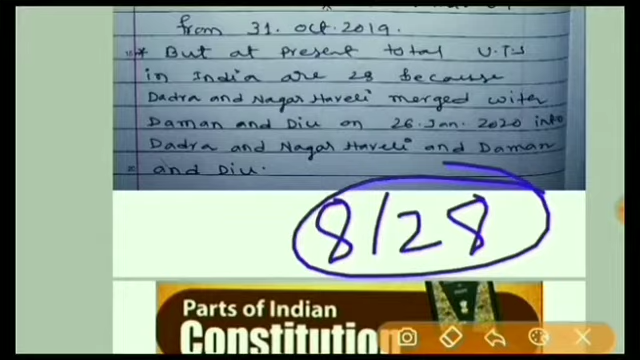 from 31. oct. 2019.
* But at present total U.T.s
in India are 28 because
Dadra and Nagar Haveli merged with
Daman and Diu on 26. Jan. 2020 into
Dadra and Nagar Haveli and Daman
and Diu.
8/28
Parts of Indian
Constitution